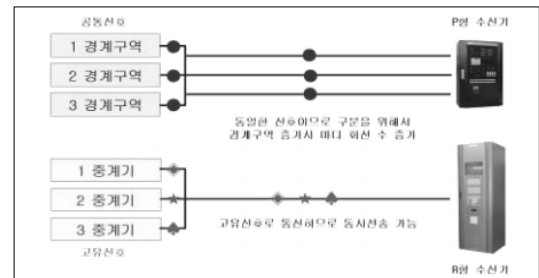 공통신호
P형 수신기
1 경계구역
2 경계구역
3 경계구역
동일한 신호이므로 구분을 위해서
경계구역 증가시 마다 회선 수 증가
1 중계기
2 중계기
3 중계기
고유신호로 통신하므로 동시전송 가능
고유신호
R형 수신기